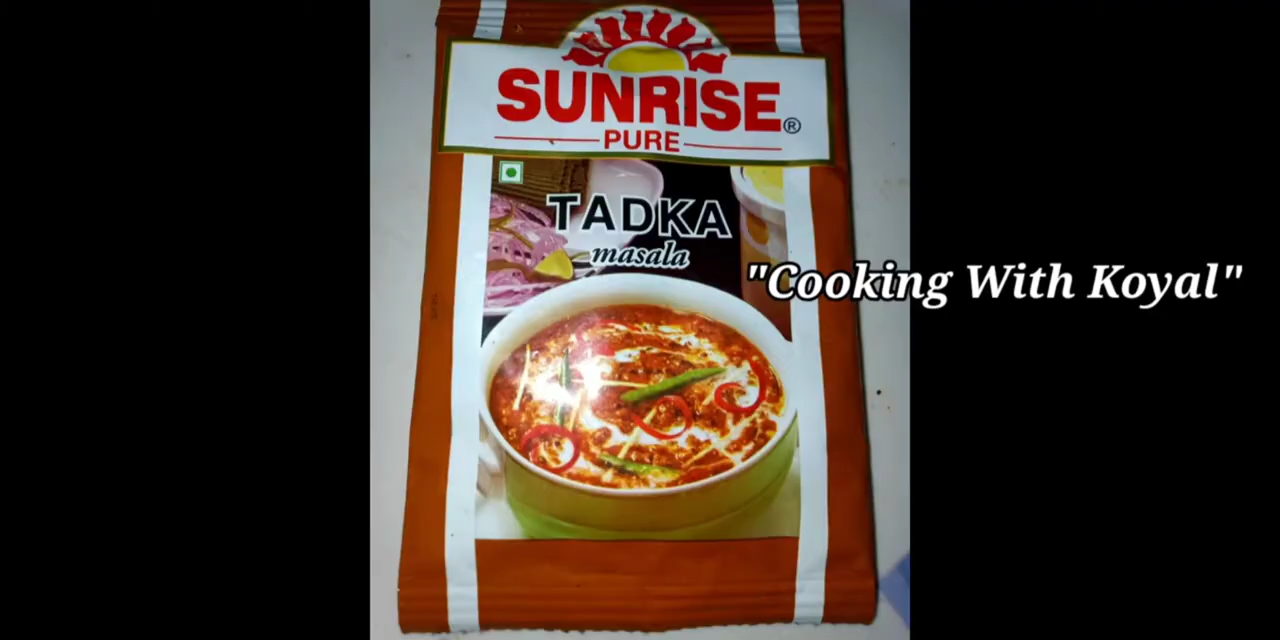 SUNRISE®
PURE
TADKA
masala
"Cooking With Koyal"